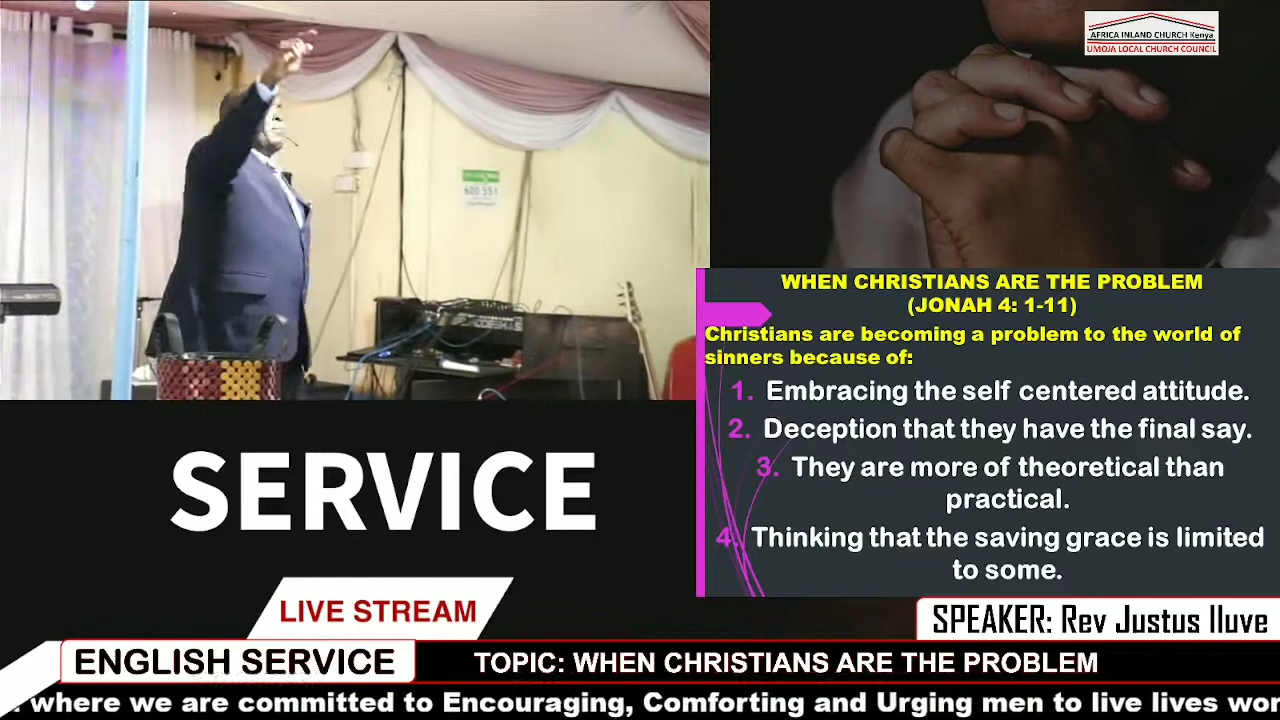 AFRICA INLAND CHURCH Kenya
UMOJA LOCAL CHURCH COUNCIL
600 551
WHEN CHRISTIANS ARE THE PROBLEM
(JONAH 4: 1-11)
Christians are becoming a problem to the world of
sinners because of:
1. Embracing the self centered attitude.
2. Deception that they have the final say.
3. They are more of theoretical than
practical.
4. Thinking that the saving grace is limited
to some.
SERVICE
LIVE STREAM
SPEAKER: Rev Justus Iluve
ENGLISH SERVICE
TOPIC: WHEN CHRISTIANS ARE THE PROBLEM
where we are committed to Encouraging, Comforting and Urging men to live lives wor